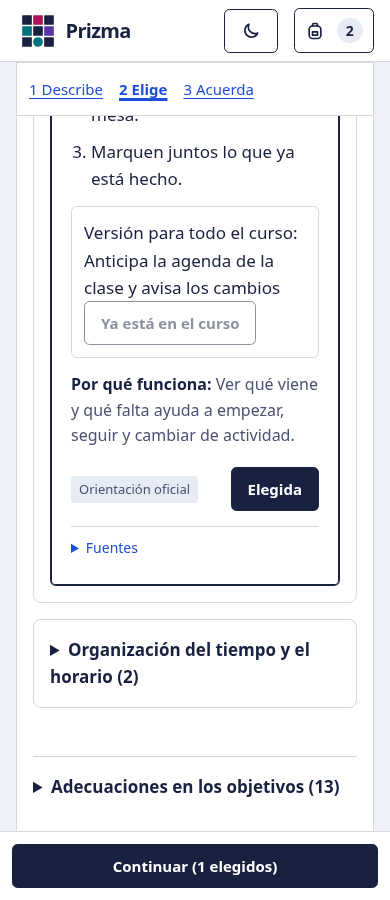 Prizma
2
1 Describe 2 Elige 3 Acuerda
mesa.
3. Marquen juntos lo que ya
está hecho.
Versión para todo el curso:
Anticipa la agenda de la
clase y avisa los cambios
Ya está en el curso
Por qué funciona: Ver qué viene
y qué falta ayuda a empezar,
seguir y cambiar de actividad.
Orientación oficial
Elegida
Fuentes
Organización del tiempo y el
horario (2)
Adecuaciones en los objetivos (13)
Continuar (1 elegidos)